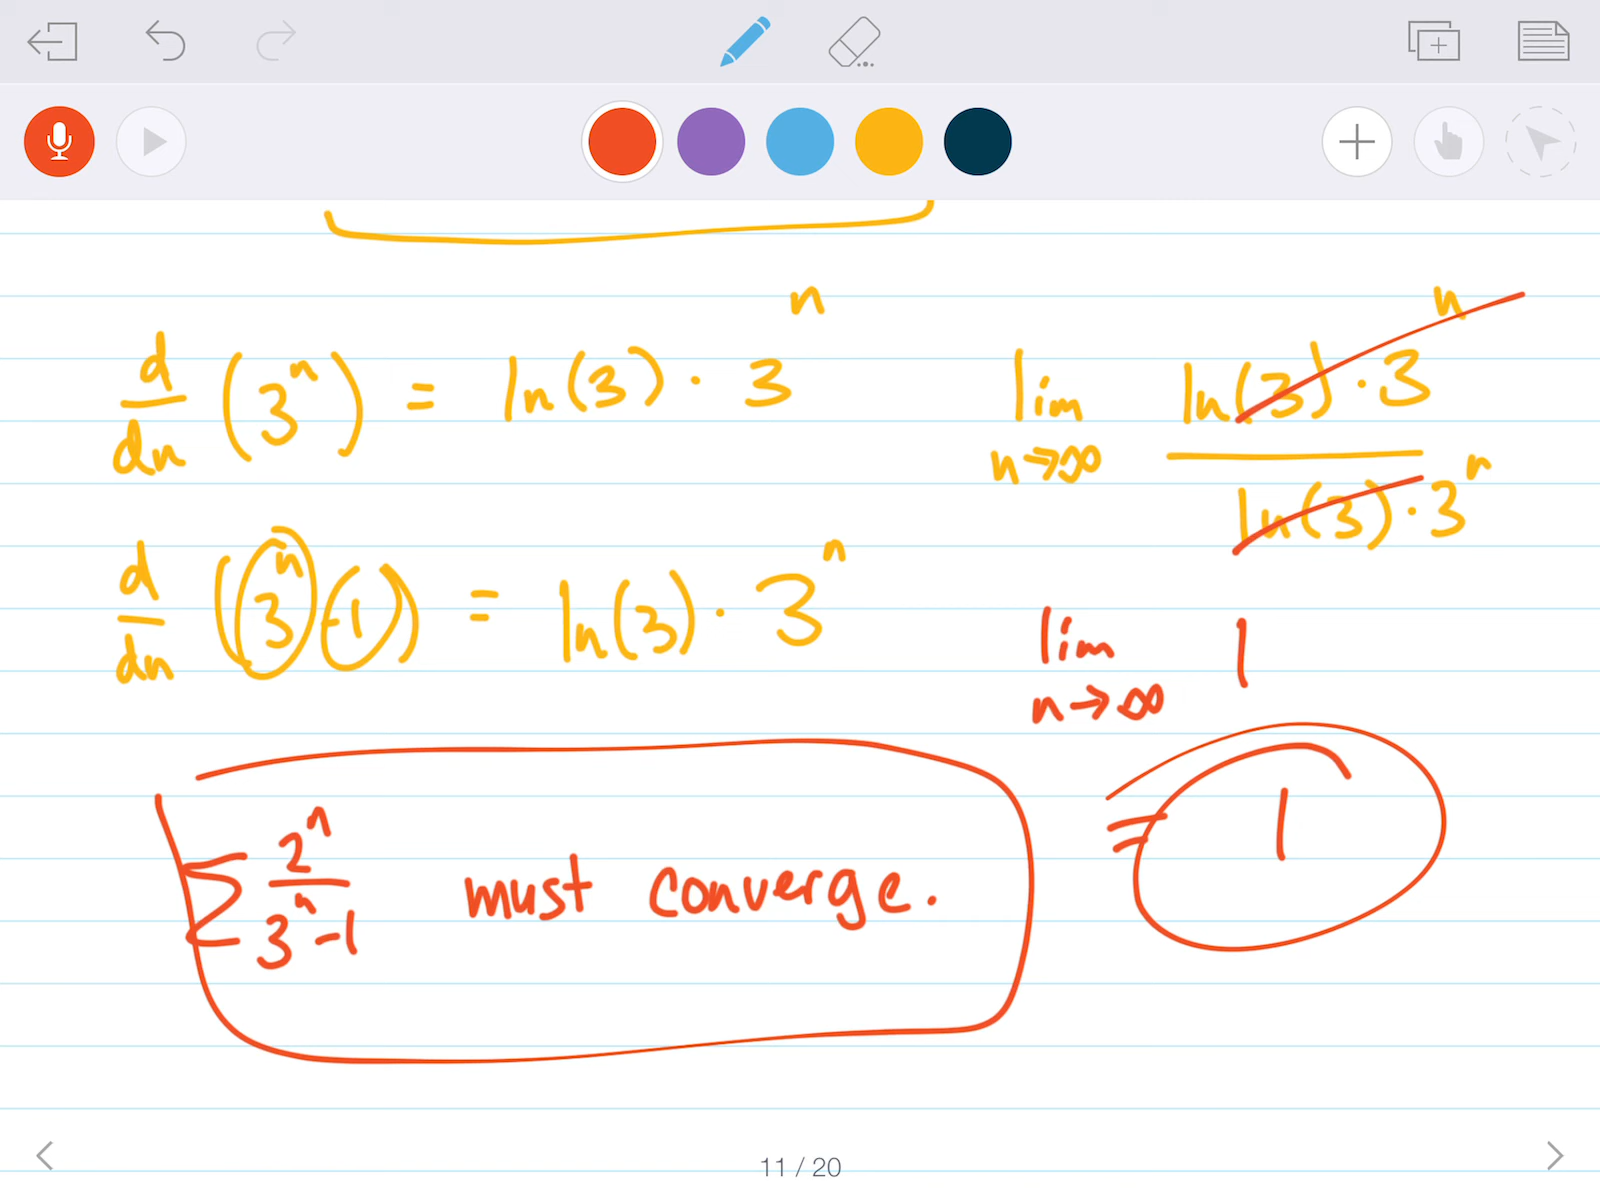 d/dn (3^n) = ln(3) · 3^n
lim n→∞ ln(3) · 3^n / ln(3) · 3^n
d/dn (3^n - 1) = ln(3) · 3^n
lim n→∞ 1
= 1
Σ 2^n / 3^n - 1 must converge.
11 / 20